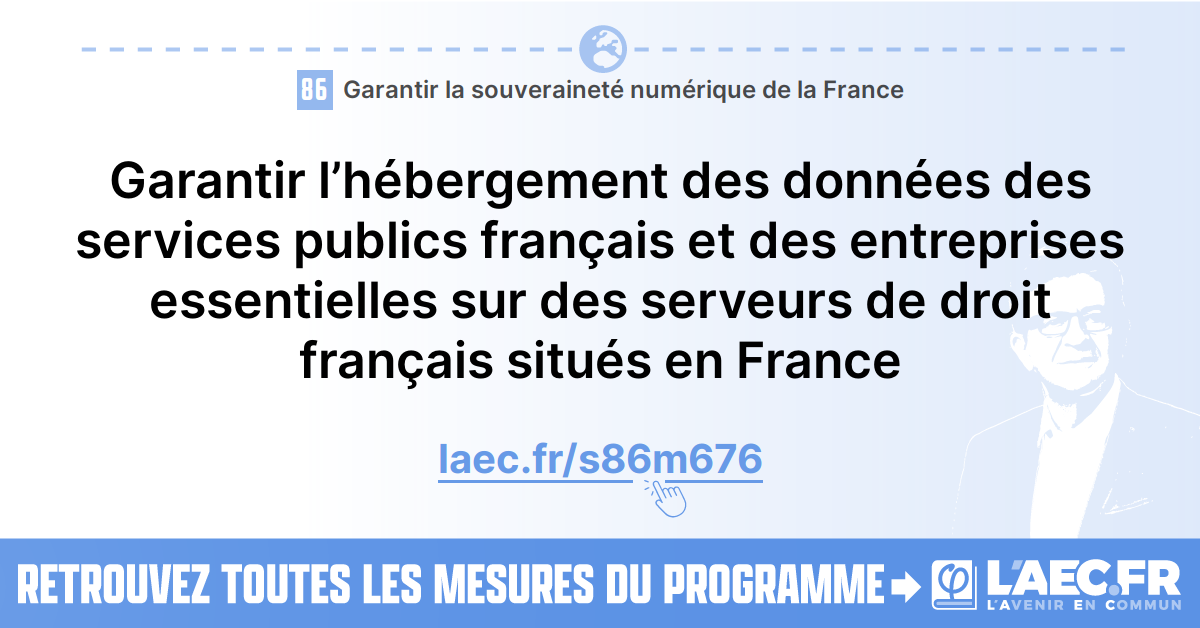 86 Garantir la souveraineté numérique de la France
Garantir l’hébergement des données des
services publics français et des entreprises
essentielles sur des serveurs de droit
français situés en France
laec.fr/s86m676
RETROUVEZ TOUTES LES MESURES DU PROGRAMME
L'AEC.FR
L'AVENIR EN COMMUN